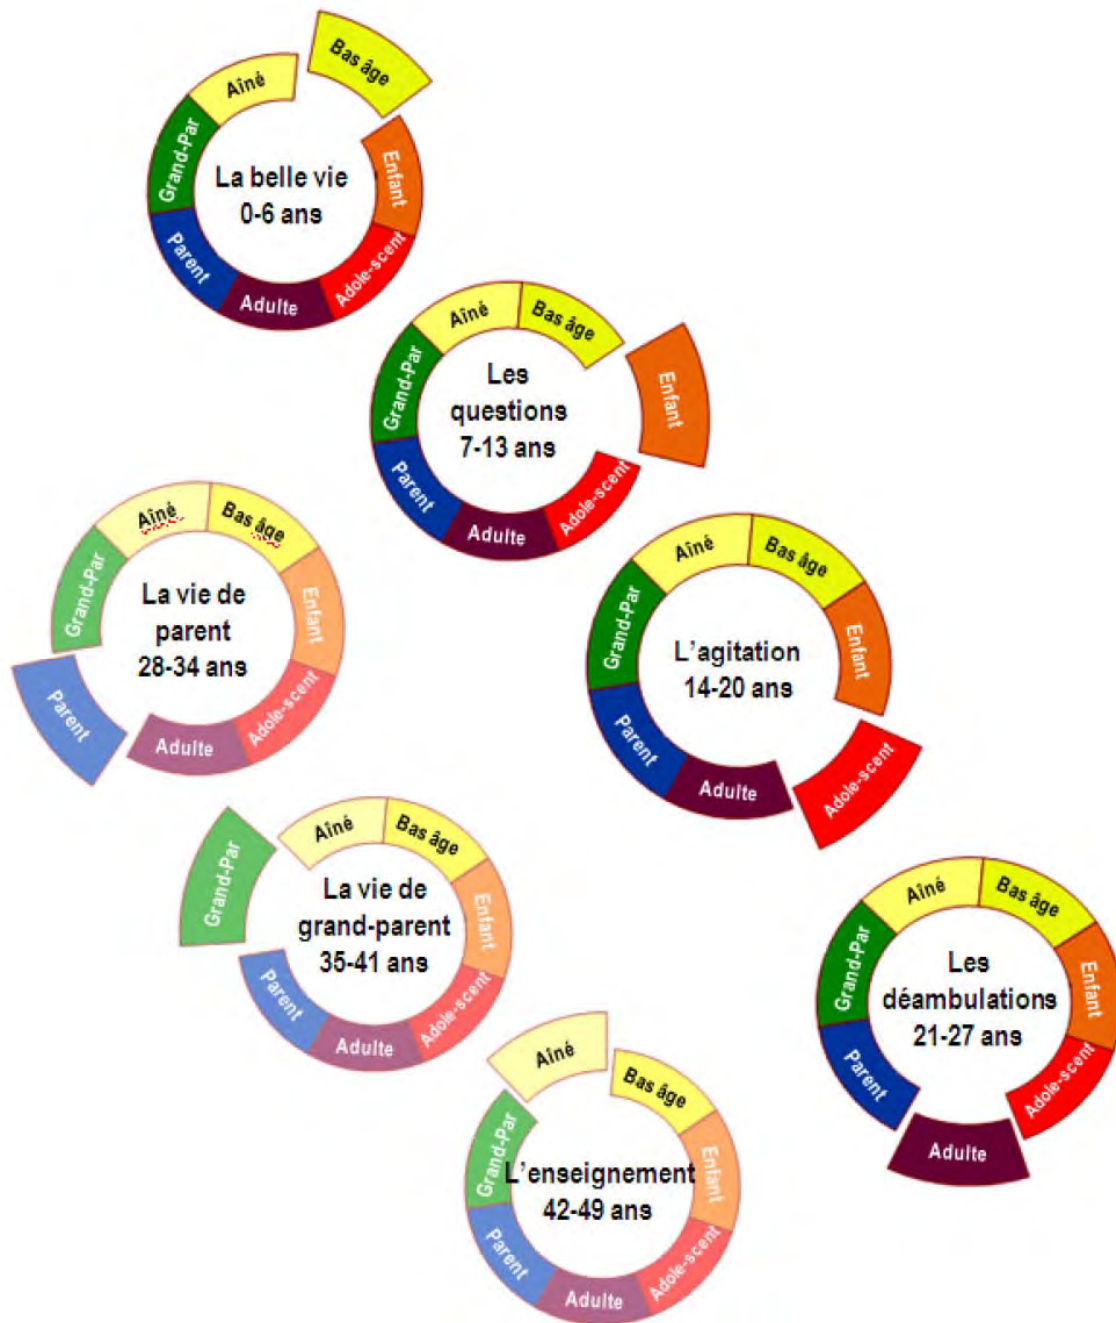 Bas âge
Aîné
Grand-Par
Enfant
La belle vie
0-6 ans
Parent
Adole-scent
Adulte
Aîné
Bas âge
Grand-Par
Enfant
Les
questions
7-13 ans
Parent
Adole-scent
Adulte
Aîné
Bas âge
Grand-Par
Enfant
La vie de
parent
28-34 ans
Parent
Adole-scent
Adulte
Aîné
Bas âge
Grand-Par
Enfant
L'agitation
14-20 ans
Parent
Adole-scent
Adulte
Aîné
Bas âge
Grand-Par
Enfant
La vie de
grand-parent
35-41 ans
Parent
Adole-scent
Adulte
Aîné
Bas âge
Grand-Par
Enfant
Les
déambulations
21-27 ans
Parent
Adole-scent
Adulte
Aîné
Bas âge
Grand-Par
Enfant
L'enseignement
42-49 ans
Parent
Adole-scent
Adulte